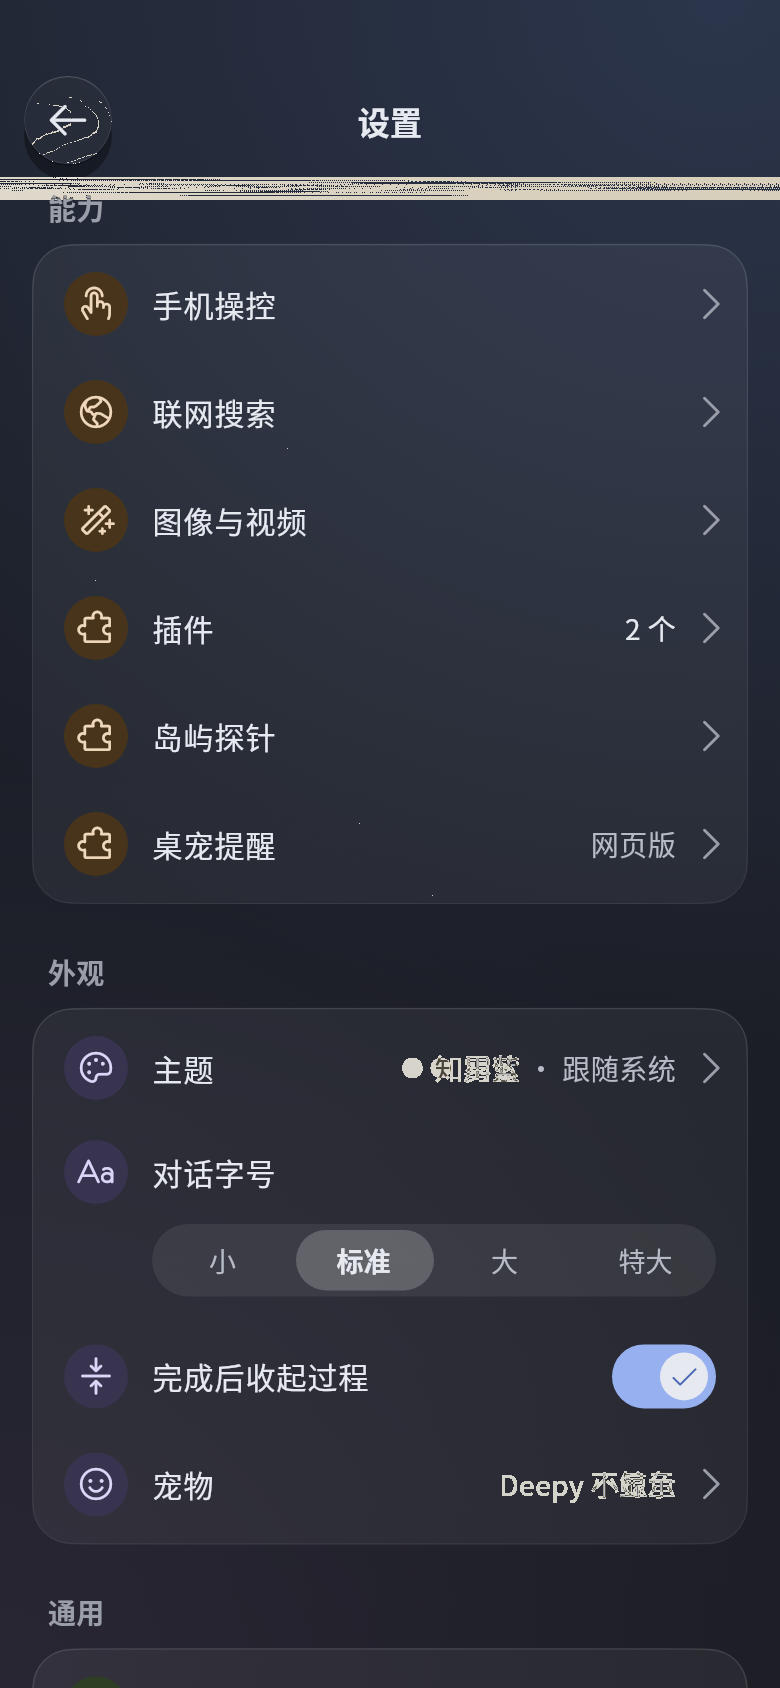 设置
能力
手机操控
联网搜索
图像与视频
插件 2 个
岛屿探针
桌宠提醒 网页版
外观
主题 · 跟随系统
Aa 对话字号
小 标准 大 特大
完成后收起过程
宠物 Deepy
通用